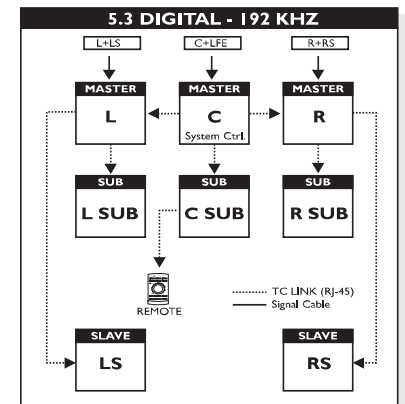 5.3 DIGITAL - 192 KHZ
L+LS C+LFE R+RS
MASTER MASTER MASTER
L C R
System Ctrl.
SUB SUB SUB
L SUB C SUB R SUB
REMOTE
TC LINK (RJ-45)
Signal Cable
SLAVE SLAVE
LS RS